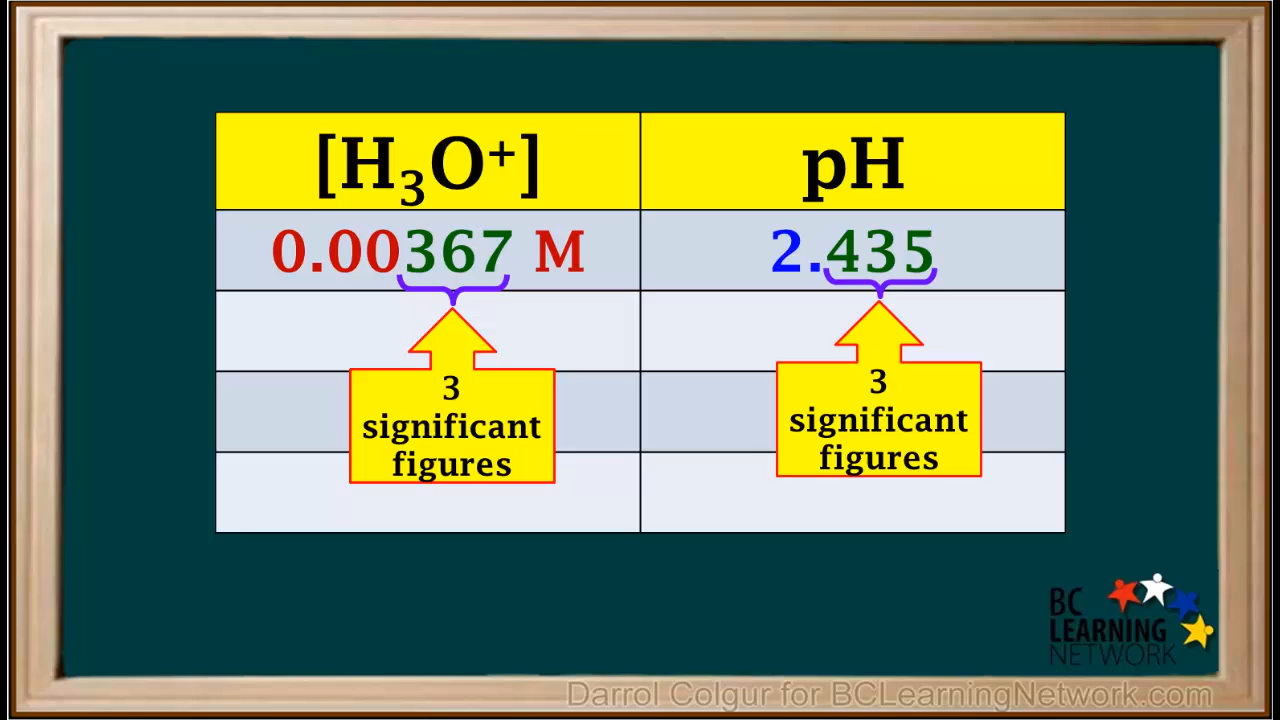 [H₃O⁺] pH
0.00367 M 2.435
3
significant
figures
3
significant
figures
BC
LEARNING
NETWORK
Darrol Colgur for BCLearningNetwork.com